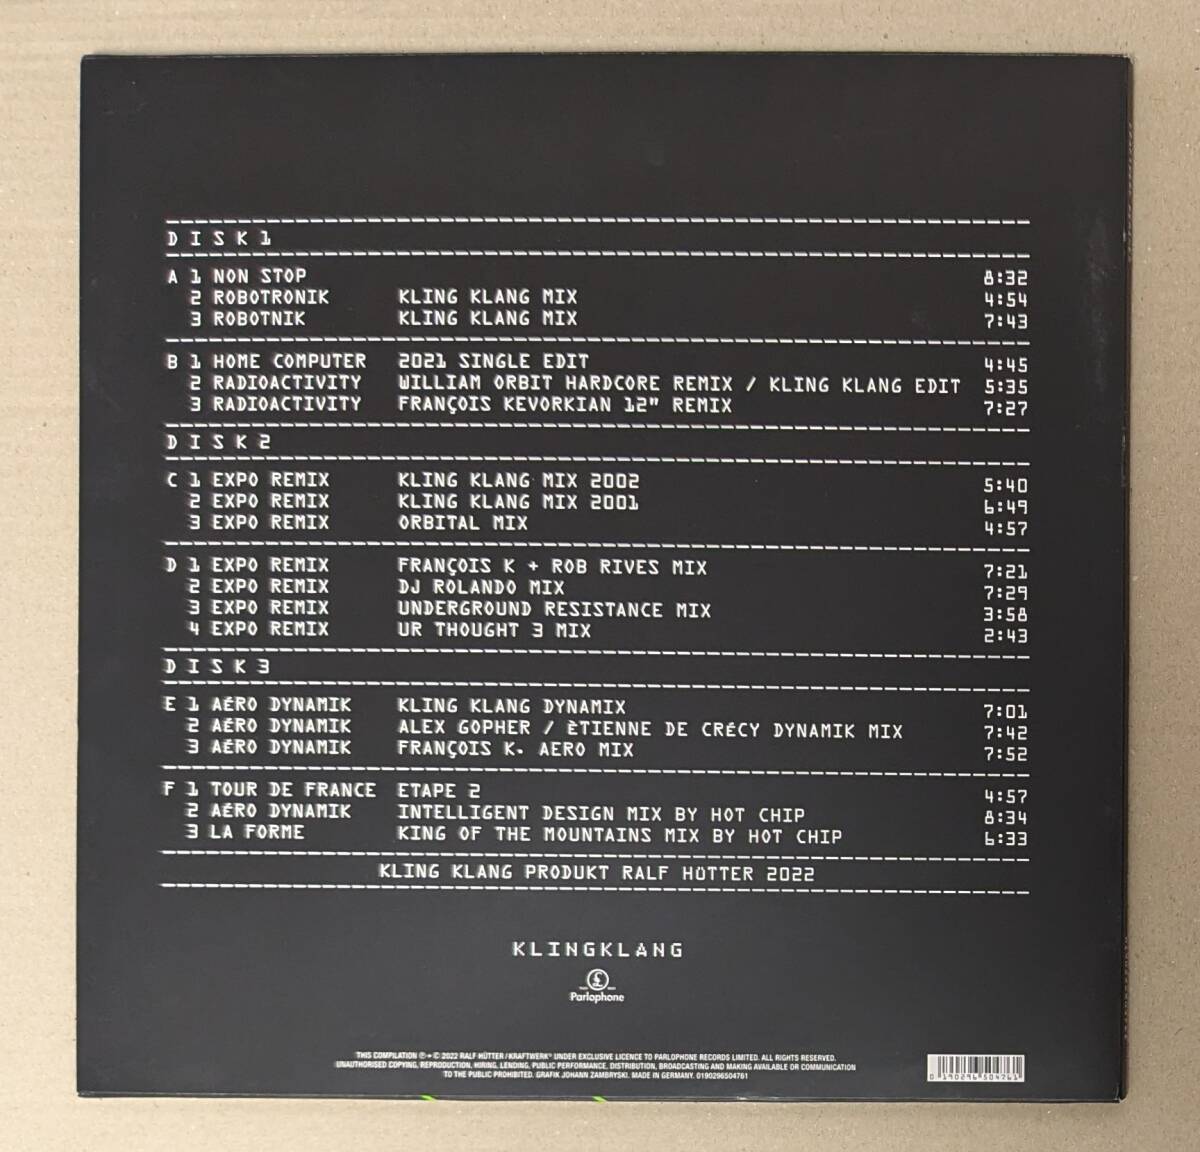 DISK1
A 1 NON STOP 8:32
2 ROBOTRONIK KLING KLANG MIX 4:54
3 ROBOTNIK KLING KLANG MIX 7:43
B 1 HOME COMPUTER 2021 SINGLE EDIT 4:45
2 RADIOACTIVITY WILLIAM ORBIT HARDCORE REMIX / KLING KLANG EDIT 5:35
3 RADIOACTIVITY FRANÇOIS KEVORKIAN 12" REMIX 7:27
DISK2
C 1 EXPO REMIX KLING KLANG MIX 2002 5:40
2 EXPO REMIX KLING KLANG MIX 2001 6:49
3 EXPO REMIX ORBITAL MIX 4:57
D 1 EXPO REMIX FRANÇOIS K + ROB RIVES MIX 7:21
2 EXPO REMIX DJ ROLANDO MIX 7:29
3 EXPO REMIX UNDERGROUND RESISTANCE MIX 3:58
4 EXPO REMIX UR THOUGHT 3 MIX 2:43
DISK3
E 1 AÉRO DYNAMIK KLING KLANG DYNAMIX 7:01
2 AÉRO DYNAMIK ALEX GOPHER / ÈTIENNE DE CRÉCY DYNAMIK MIX 7:42
3 AÉRO DYNAMIK FRANÇOIS K. AERO MIX 7:52
F 1 TOUR DE FRANCE ETAPE 2 4:57
2 AÉRO DYNAMIK INTELLIGENT DESIGN MIX BY HOT CHIP 8:34
3 LA FORME KING OF THE MOUNTAINS MIX BY HOT CHIP 6:33
KLING KLANG PRODUKT RALF HÜTTER 2022
KLINGKLANG
£
Parlophone
THIS COMPILATION ℗+© 2022 RALF HÜTTER/KRAFTWERK® UNDER EXCLUSIVE LICENCE TO PARLOPHONE RECORDS LIMITED. ALL RIGHTS RESERVED.
UNAUTHORISED COPYING, REPRODUCTION, HIRING, LENDING, PUBLIC PERFORMANCE, DISTRIBUTION, BROADCASTING AND MAKING AVAILABLE OR COMMUNICATION
TO THE PUBLIC PROHIBITED. GRAFIK JOHANN ZAMBRYSKI. MADE IN GERMANY. 0190296504761
0 190296 504761